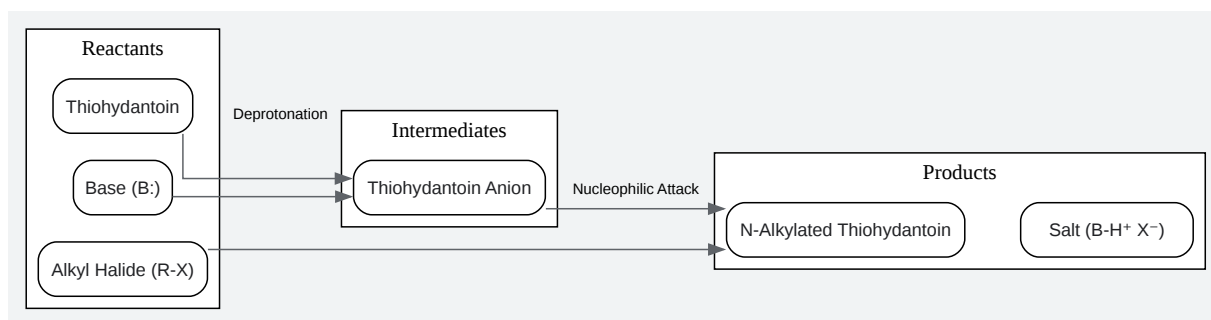 Reactants
Thiohydantoin
Base (B:)
Alkyl Halide (R-X)
Deprotonation
Intermediates
Thiohydantoin Anion
Nucleophilic Attack
Products
N-Alkylated Thiohydantoin
Salt (B-H⁺ X⁻)